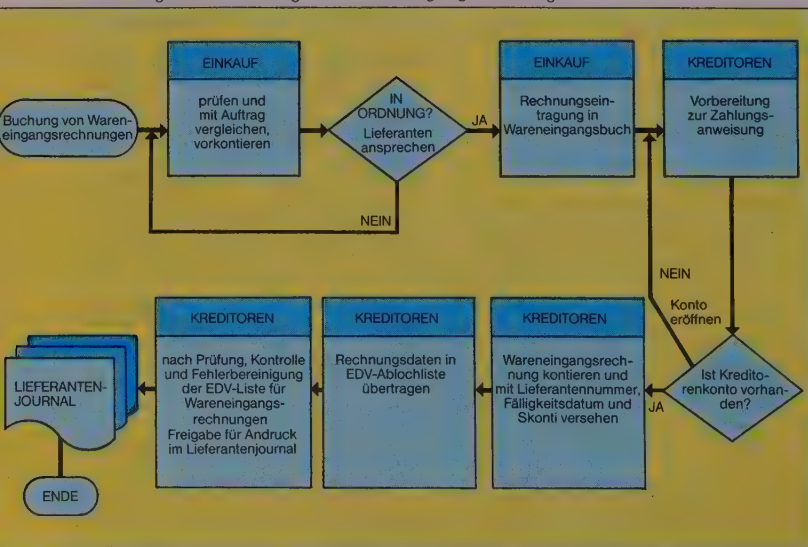 Buchung von Waren-
eingangsrechnungen
EINKAUF
prüfen und
mit Auftrag
vergleichen,
vorkontieren
IN
ORDNUNG?
Lieferanten
ansprechen
JA
NEIN
EINKAUF
Rechnungsein-
tragung in
Wareneingangsbuch
KREDITOREN
Vorbereitung
zur Zahlungs-
anweisung
NEIN
Konto
eröffnen
Ist Kredito-
renkonto vorhan-
den?
JA
KREDITOREN
Wareneingangsrech-
nung kontieren und
mit Lieferantennummer,
Fälligkeitsdatum und
Skonti versehen
KREDITOREN
Rechnungsdaten in
EDV-Ablochliste
übertragen
KREDITOREN
nach Prüfung, Kontrolle
und Fehlerbereinigung
der EDV-Liste für
Wareneingangs-
rechnungen
Freigabe für Andruck
im Lieferantenjournal
LIEFERANTEN-
JOURNAL
ENDE